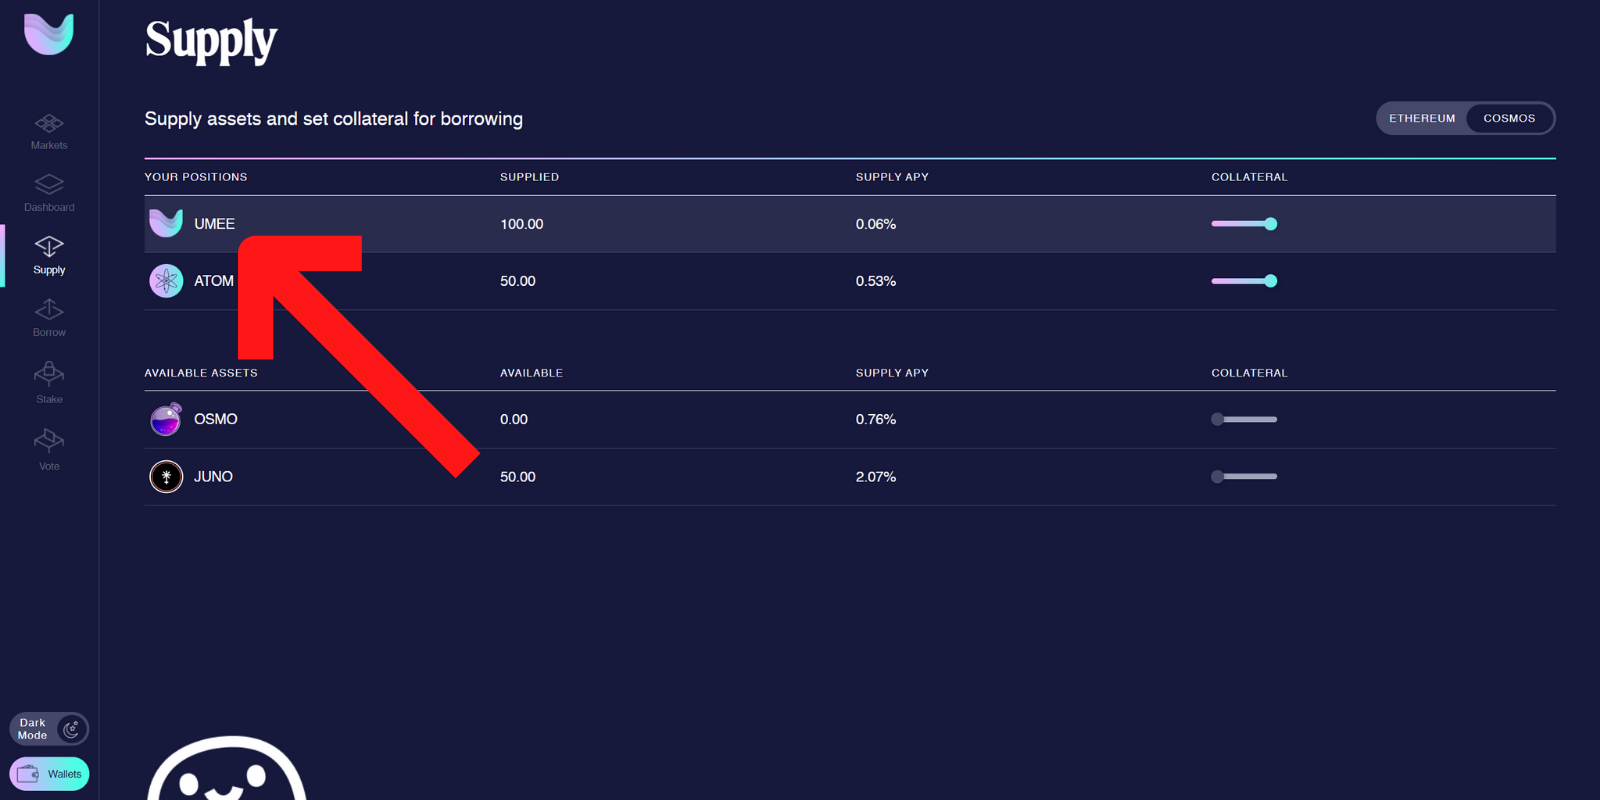 Supply
Supply assets and set collateral for borrowing
ETHEREUM COSMOS
YOUR POSITIONS SUPPLIED SUPPLY APY COLLATERAL
UMEE 100.00 0.06%
ATOM 50.00 0.53%
AVAILABLE ASSETS AVAILABLE SUPPLY APY COLLATERAL
OSMO 0.00 0.76%
JUNO 50.00 2.07%
Markets
Dashboard
Supply
Borrow
Stake
Vote
Dark
Mode
Wallets